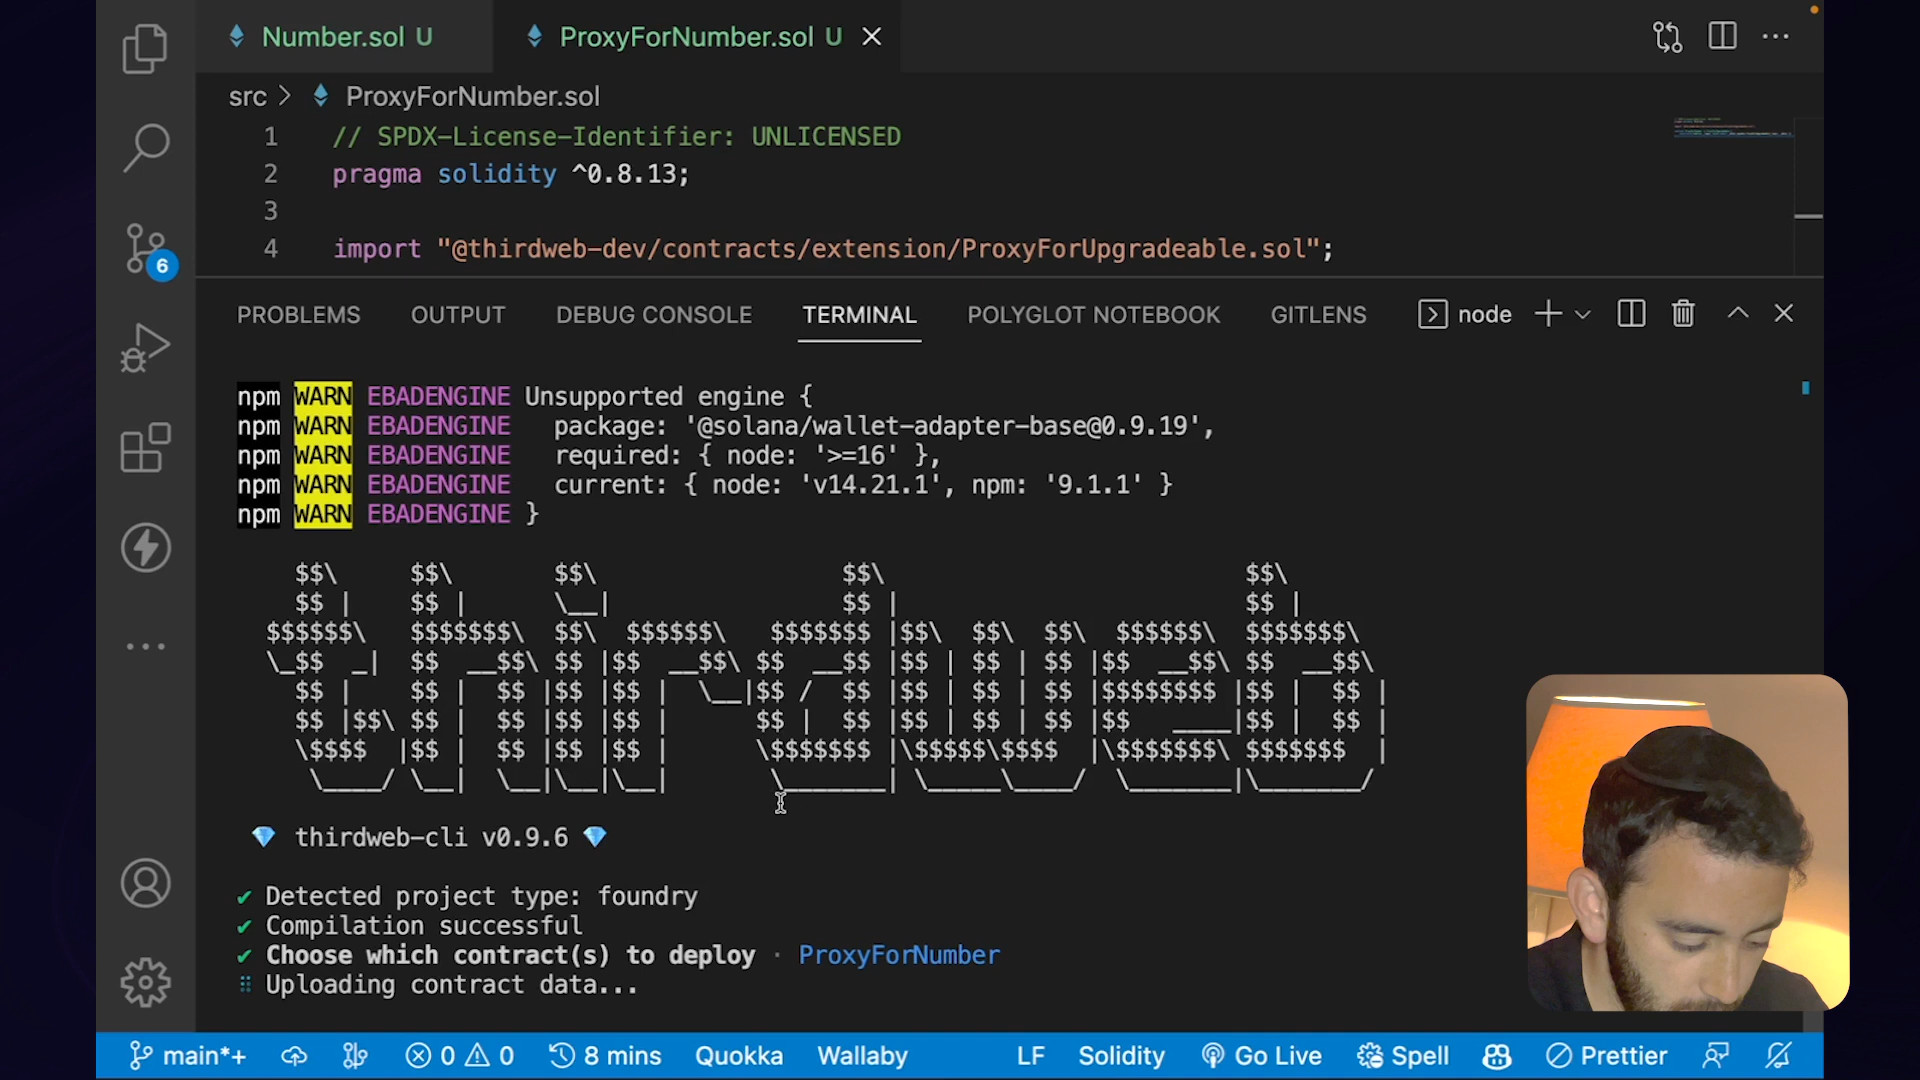 Number.sol U
ProxyForNumber.sol U
src > ProxyForNumber.sol
1 // SPDX-License-Identifier: UNLICENSED
2 pragma solidity ^0.8.13;
3
4 import "@thirdweb-dev/contracts/extension/ProxyForUpgradeable.sol";
6
PROBLEMS OUTPUT DEBUG CONSOLE TERMINAL POLYGLOT NOTEBOOK GITLENS node
npm WARN EBADENGINE Unsupported engine {
npm WARN EBADENGINE   package: '@solana/wallet-adapter-base@0.9.19',
npm WARN EBADENGINE   required: { node: '>=16' },
npm WARN EBADENGINE   current: { node: 'v14.21.1', npm: '9.1.1' }
npm WARN EBADENGINE }
thirdweb
💎 thirdweb-cli v0.9.6 💎
✔ Detected project type: foundry
✔ Compilation successful
✔ Choose which contract(s) to deploy · ProxyForNumber
⠿ Uploading contract data...
main*+ 0 0 8 mins Quokka Wallaby LF Solidity Go Live Spell Prettier